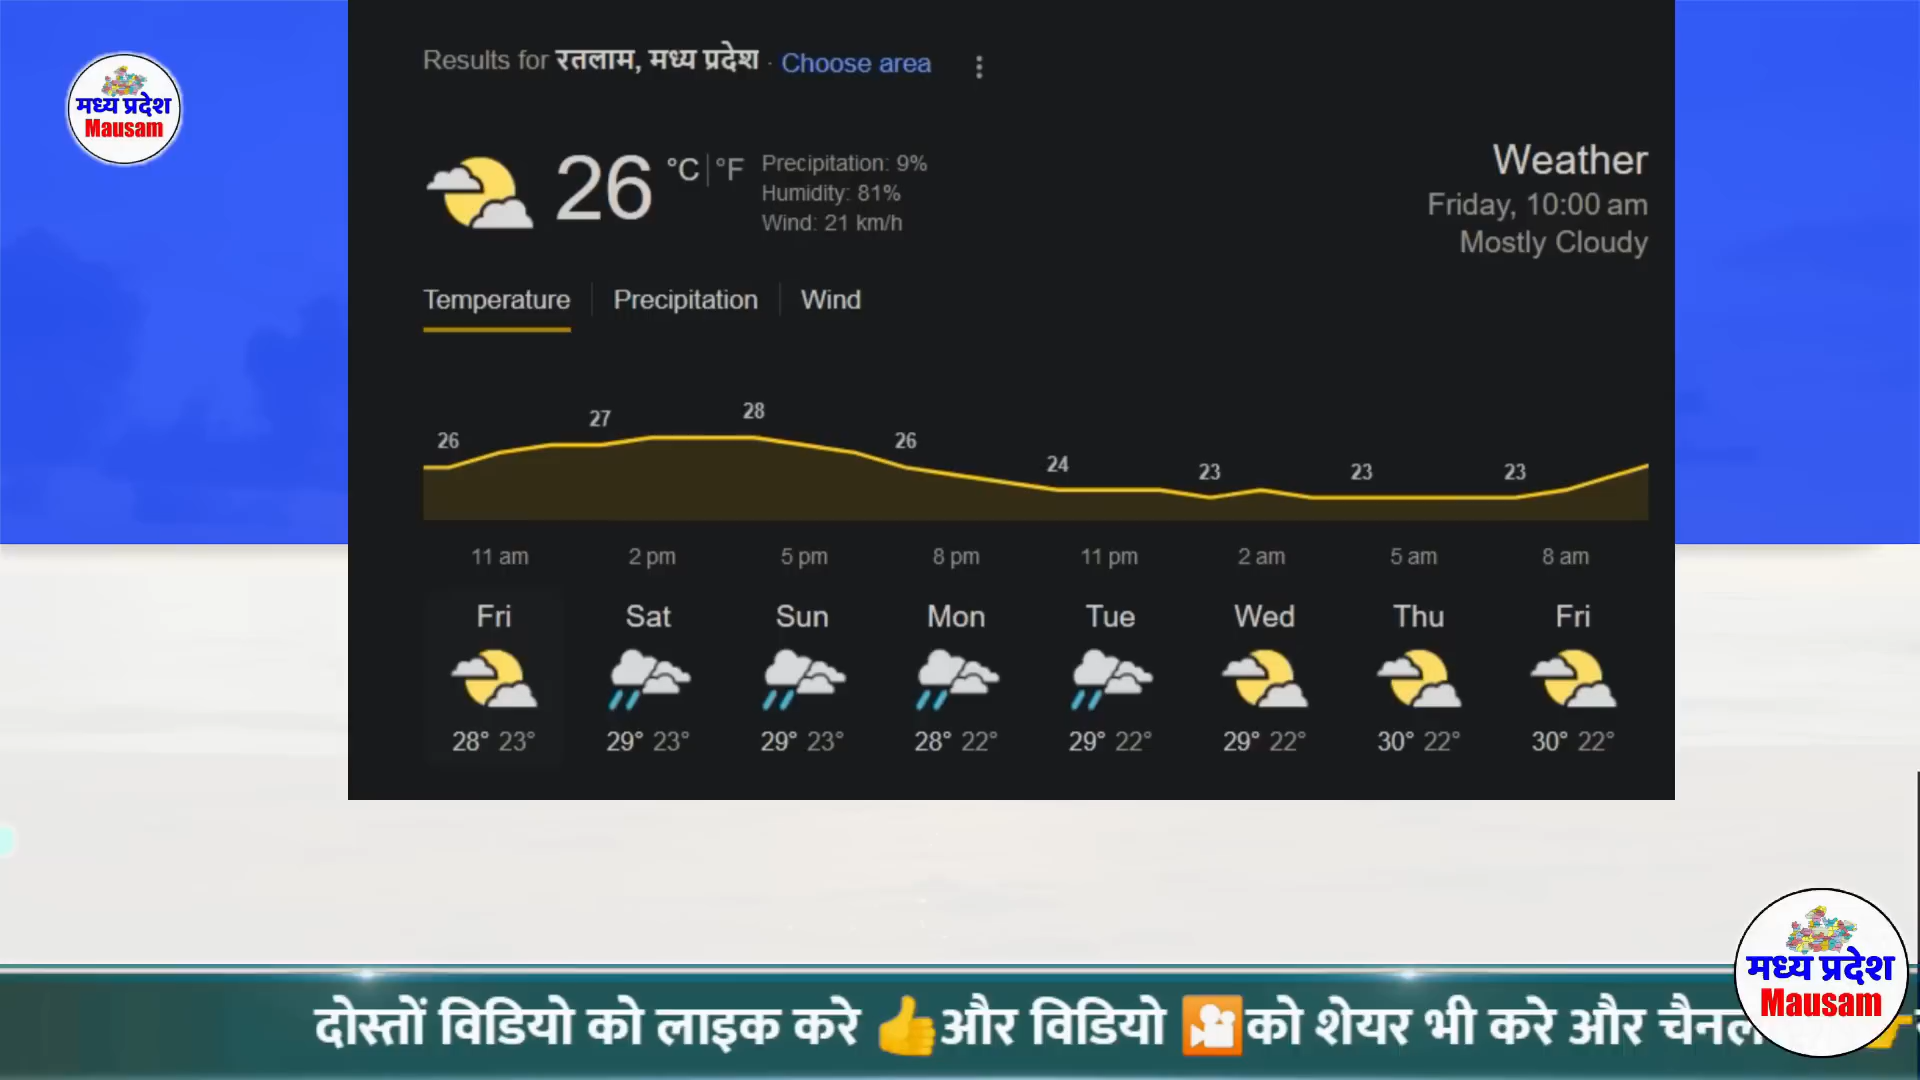 Results for रतलाम, मध्य प्रदेश · Choose area
मध्य प्रदेश
Mausam
26 °C | °F
Precipitation: 9%
Humidity: 81%
Wind: 21 km/h
Weather
Friday, 10:00 am
Mostly Cloudy
Temperature Precipitation Wind
26 27 28 26 24 23 23 23
11 am 2 pm 5 pm 8 pm 11 pm 2 am 5 am 8 am
Fri Sat Sun Mon Tue Wed Thu Fri
28° 23° 29° 23° 29° 23° 28° 22° 29° 22° 29° 22° 30° 22° 30° 22°
दोस्तों विडियो को लाइक करे 👍और विडियो 🎦को शेयर भी करे और चैनल
मध्य प्रदेश
Mausam